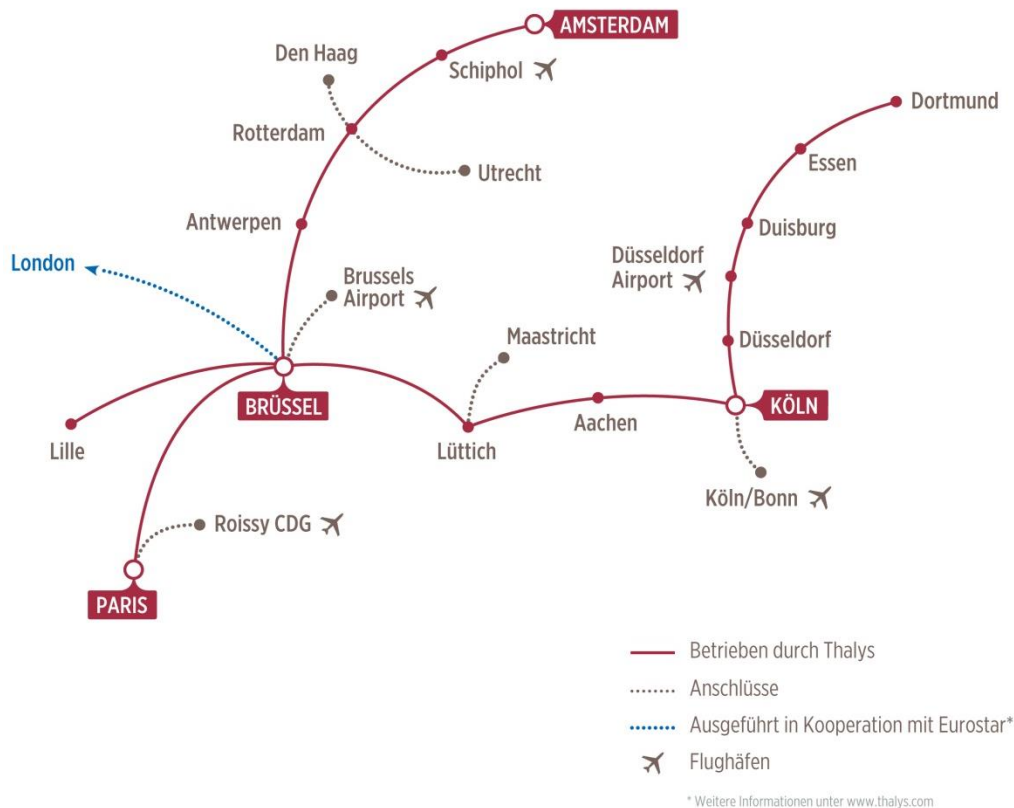 AMSTERDAM
Den Haag
Schiphol
Dortmund
Rotterdam
Essen
Utrecht
Antwerpen
Duisburg
London
Düsseldorf
Airport
Brussels
Airport
Maastricht
Düsseldorf
BRÜSSEL
KÖLN
Aachen
Lille
Lüttich
Köln/Bonn
Roissy CDG
PARIS
Betrieben durch Thalys
Anschlüsse
Ausgeführt in Kooperation mit Eurostar*
Flughäfen
* Weitere Informationen unter www.thalys.com